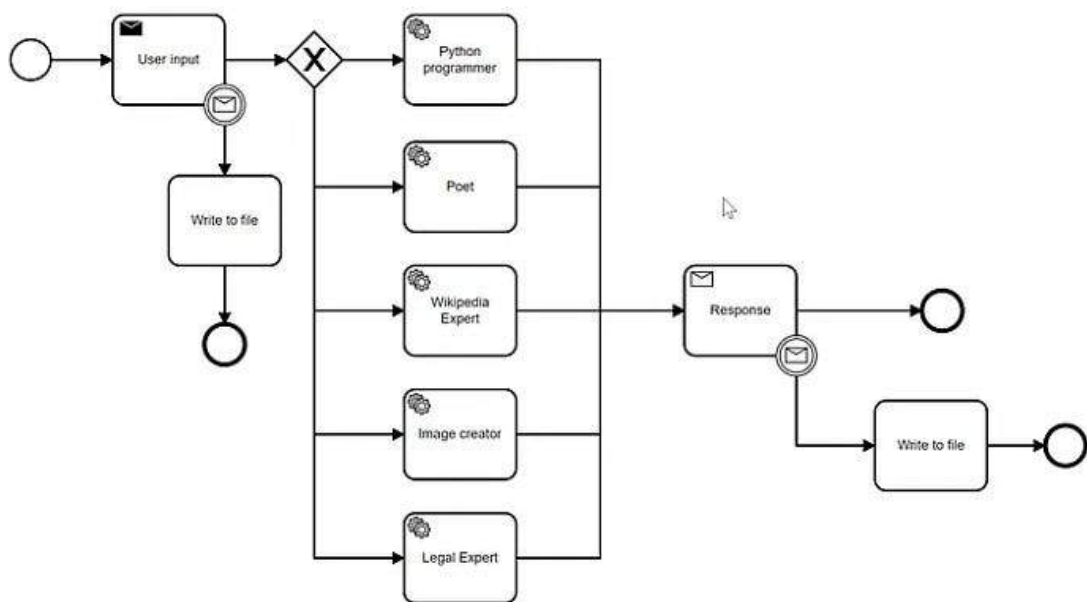 User input
X
Python
programmer
Write to file
Poet
Wikipedia
Expert
Response
Image creator
Write to file
Legal Expert